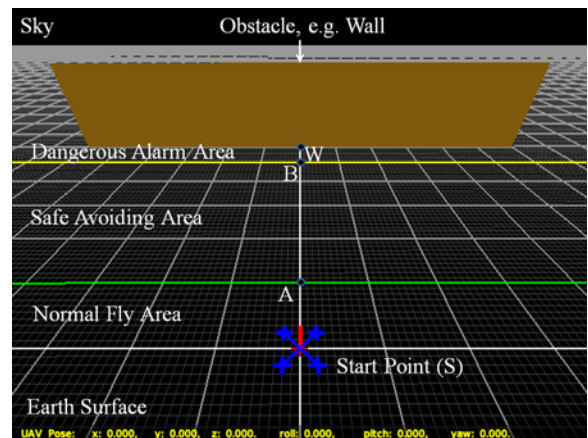 Sky
Obstacle, e.g. Wall
Dangerous Alarm Area
W
B
Safe Avoiding Area
A
Normal Fly Area
Start Point (S)
Earth Surface
UAV Pose: x: 0.000, y: 0.000, z: 0.000, roll: 0.000, pitch: 0.000, yaw: 0.000,